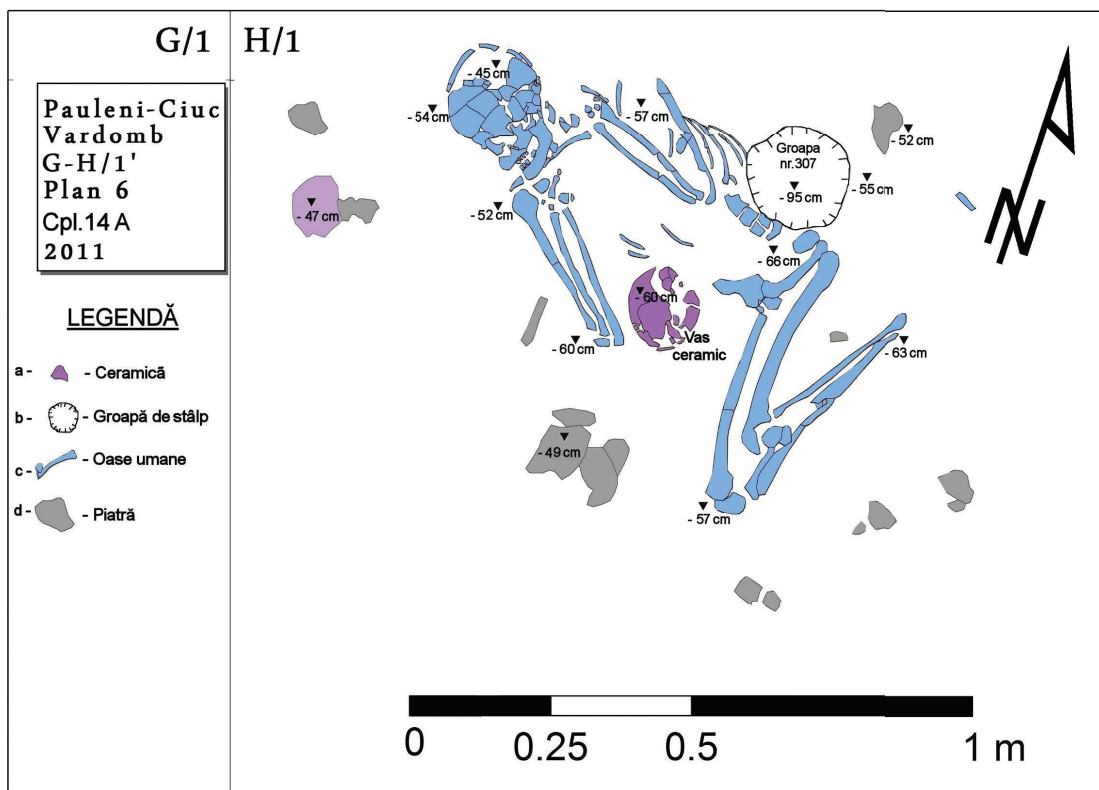 G/1
H/1
Pauleni-Ciuc
Vardomb
G-H/1'
Plan 6
Cpl.14 A
2011
LEGENDĂ
a - - Ceramică
b - - Groapă de stâlp
c - - Oase umane
d - - Piatră
- 45 cm
- 54 cm
- 57 cm
- 52 cm
Groapa
nr.307
- 95 cm
- 55 cm
- 47 cm
- 52 cm
- 66 cm
- 60 cm
Vas
ceramic
- 60 cm
- 63 cm
- 49 cm
- 57 cm
N
0
0.25
0.5
1 m